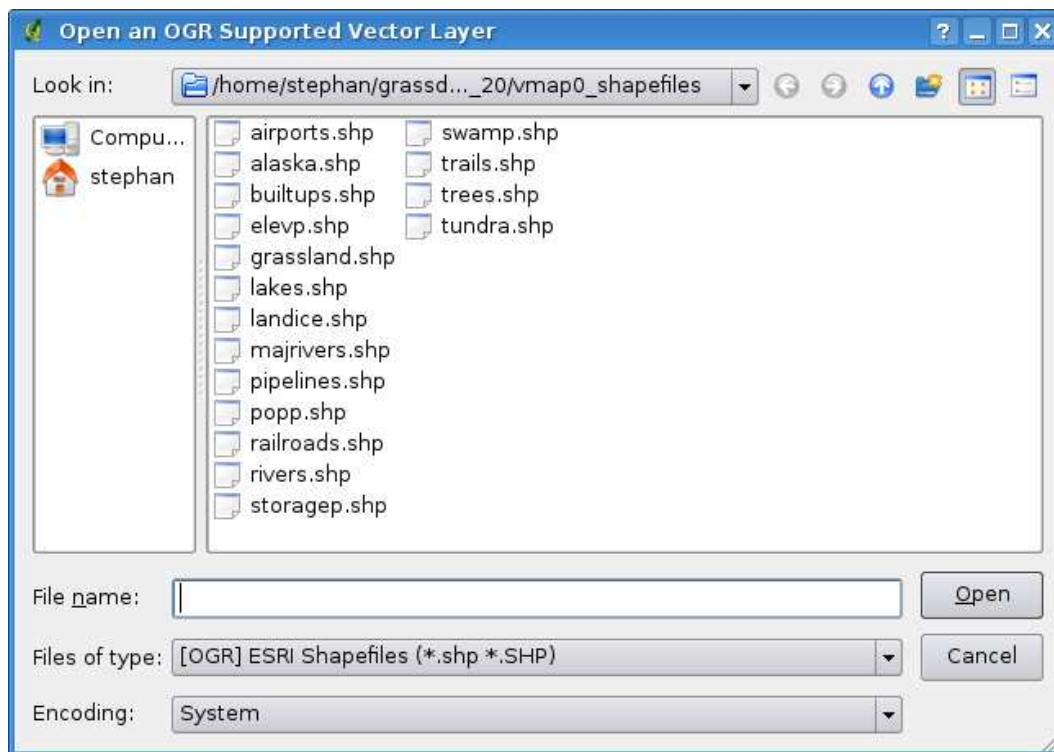 Open an OGR Supported Vector Layer
Look in:
/home/stephan/grassd..._20/vmap0_shapefiles
Compu...
stephan
airports.shp
alaska.shp
builtups.shp
elevp.shp
grassland.shp
lakes.shp
landice.shp
majrivers.shp
pipelines.shp
popp.shp
railroads.shp
rivers.shp
storagep.shp
swamp.shp
trails.shp
trees.shp
tundra.shp
File name:
Open
Files of type:
[OGR] ESRI Shapefiles (*.shp *.SHP)
Cancel
Encoding:
System